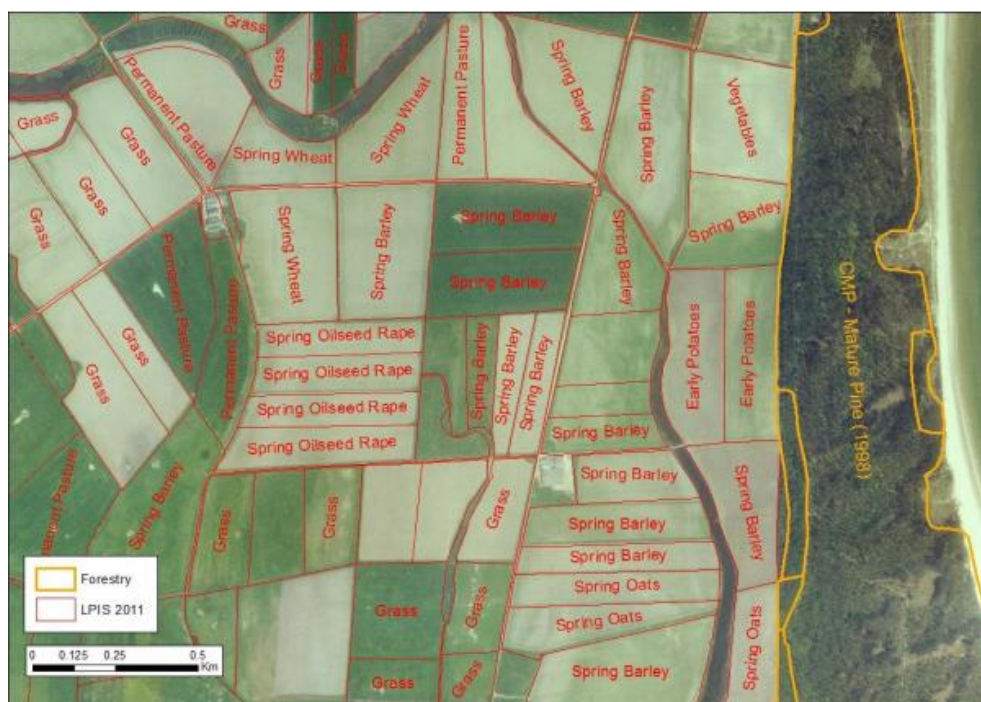 Grass
Grass
Grass
Grass
Permanent Pasture
Spring Wheat
Spring Wheat
Permanent Pasture
Spring Barley
Spring Barley
Vegetables
Grass
Grass
Grass
Grass
Spring Wheat
Spring Barley
Spring Barley
Spring Barley
Spring Barley
Spring Barley
Permanent Pasture
Permanent Pasture
Grass
Grass
Spring Oilseed Rape
Spring Oilseed Rape
Spring Oilseed Rape
Spring Oilseed Rape
Spring Barley
Spring Barley
Spring Barley
Early Potatoes
Early Potatoes
CMP - Mature Pine (1998)
Spring Barley
Pasture
Spring Barley
Grass
Grass
Grass
Spring Barley
Spring Barley
Spring Barley
Spring Barley
Spring Oats
Spring Oats
Spring Oats
Grass
Grass
Grass
Grass
Spring Barley
Forestry
LPIS 2011
0 0.125 0.25 0.5
Km